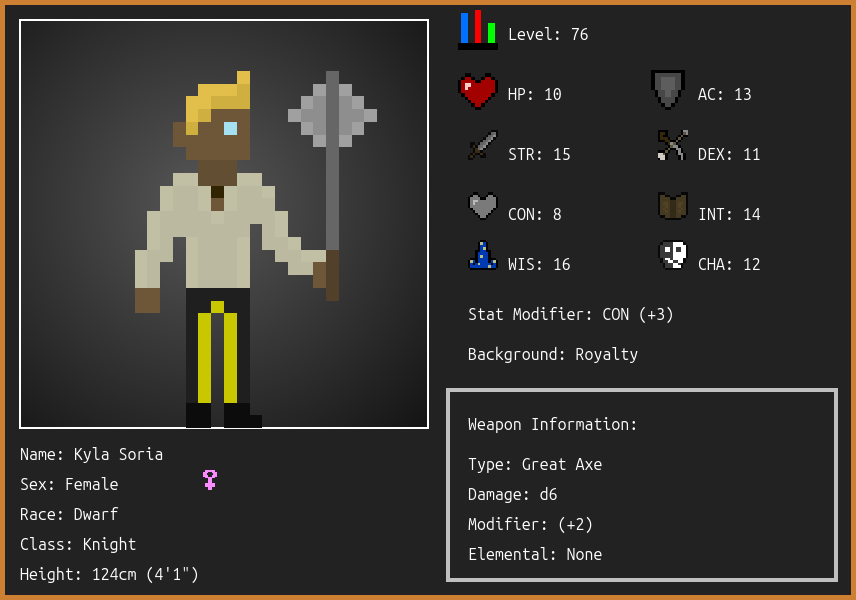 Level: 76
HP: 10
AC: 13
STR: 15
DEX: 11
CON: 8
INT: 14
WIS: 16
CHA: 12
Stat Modifier: CON (+3)
Background: Royalty
Weapon Information:
Type: Great Axe
Damage: d6
Modifier: (+2)
Elemental: None
Name: Kyla Soria
Sex: Female
Race: Dwarf
Class: Knight
Height: 124cm (4'1")